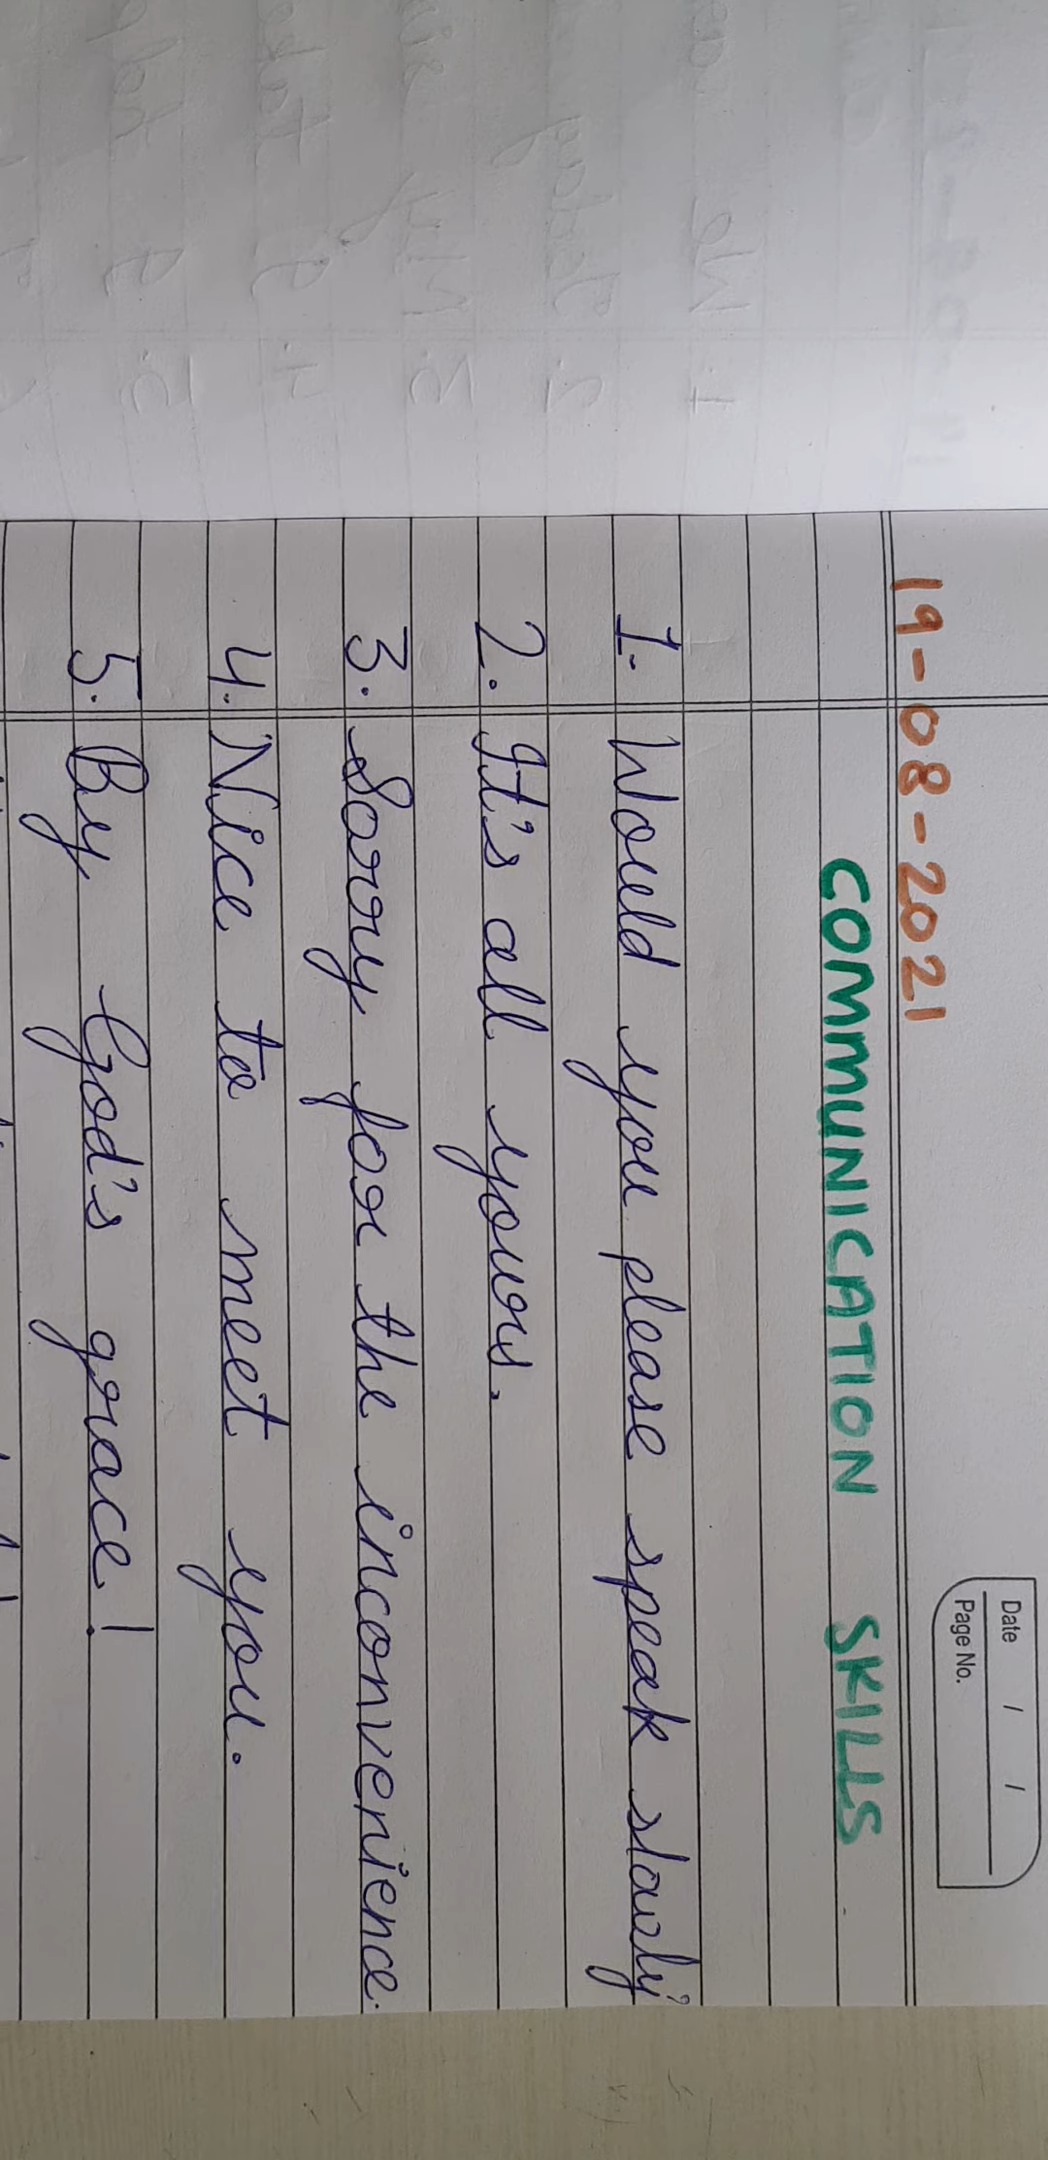 Date / /
Page No.
19-08-2021
COMMUNICATION SKILLS
1. Would you please speak slowly?
2. It's all yours.
3. Sorry for the inconvenience.
4. Nice to meet you.
5. By God's grace!